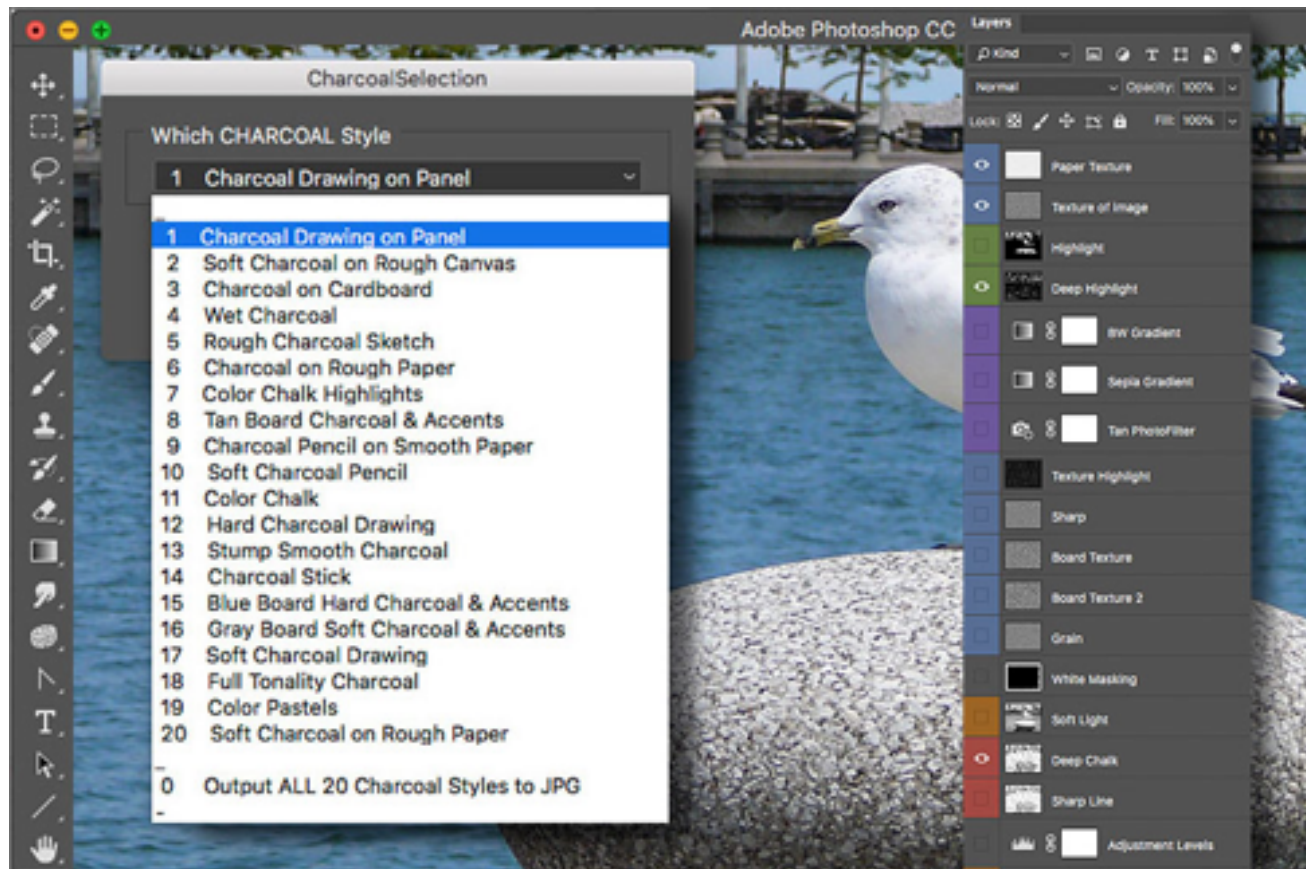 Adobe Photoshop CC
CharcoalSelection
Which CHARCOAL Style
1 Charcoal Drawing on Panel
1 Charcoal Drawing on Panel
2 Soft Charcoal on Rough Canvas
3 Charcoal on Cardboard
4 Wet Charcoal
5 Rough Charcoal Sketch
6 Charcoal on Rough Paper
7 Color Chalk Highlights
8 Tan Board Charcoal & Accents
9 Charcoal Pencil on Smooth Paper
10 Soft Charcoal Pencil
11 Color Chalk
12 Hard Charcoal Drawing
13 Stump Smooth Charcoal
14 Charcoal Stick
15 Blue Board Hard Charcoal & Accents
16 Gray Board Soft Charcoal & Accents
17 Soft Charcoal Drawing
18 Full Tonality Charcoal
19 Color Pastels
20 Soft Charcoal on Rough Paper
0 Output ALL 20 Charcoal Styles to JPG
Layers
Kind
Normal Opacity: 100%
Lock: Fill: 100%
Paper Texture
Texture of Image
Highlight
Deep Highlight
BW Gradient
Sepia Gradient
Tan PhotoFilter
Texture Highlight
Sharp
Board Texture
Board Texture 2
Grain
White Masking
Soft Light
Deep Chalk
Sharp Line
Adjustment Levels